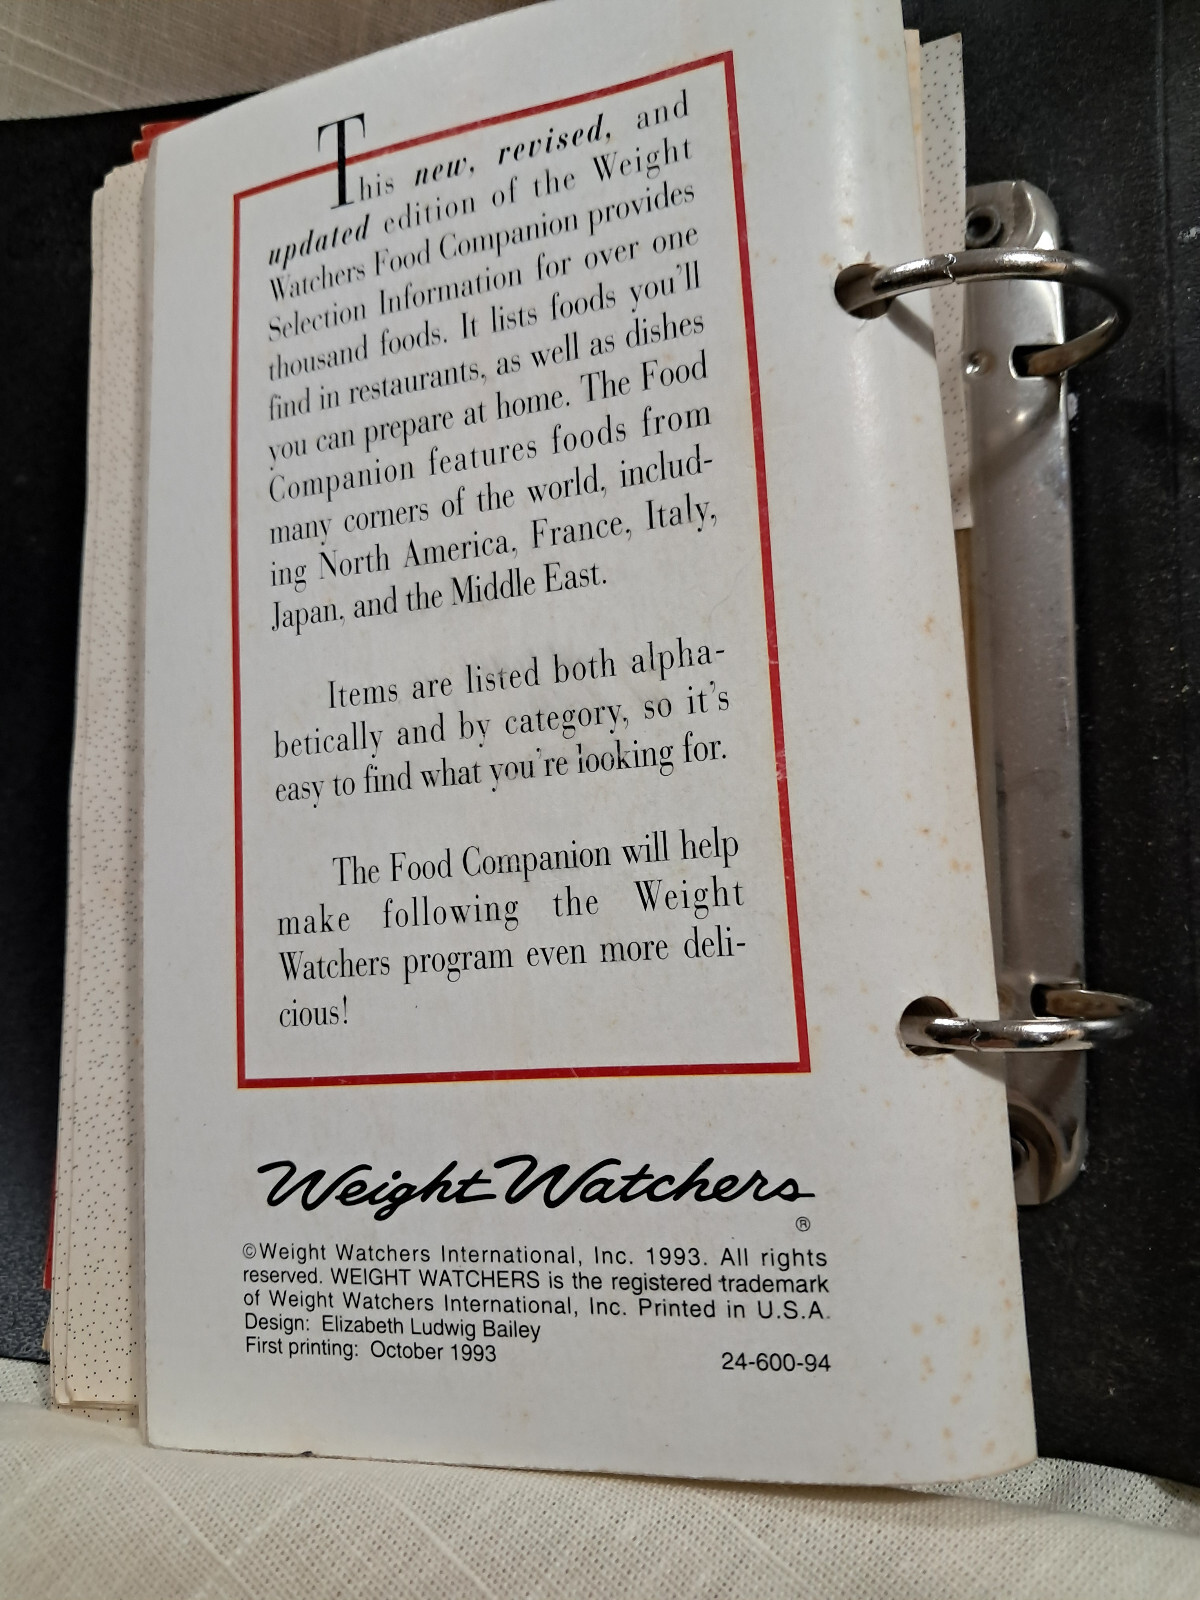 This new, revised, and
updated edition of the Weight
Watchers Food Companion provides
Selection Information for over one
thousand foods. It lists foods you'll
find in restaurants, as well as dishes
you can prepare at home. The Food
Companion features foods from
many corners of the world, includ-
ing North America, France, Italy,
Japan, and the Middle East.
Items are listed both alpha-
betically and by category, so it's
easy to find what you're looking for.
The Food Companion will help
make following the Weight
Watchers program even more deli-
cious!
Weight Watchers
®
©Weight Watchers International, Inc. 1993. All rights
reserved. WEIGHT WATCHERS is the registered trademark
of Weight Watchers International, Inc. Printed in U.S.A.
Design: Elizabeth Ludwig Bailey
First printing: October 1993 24-600-94